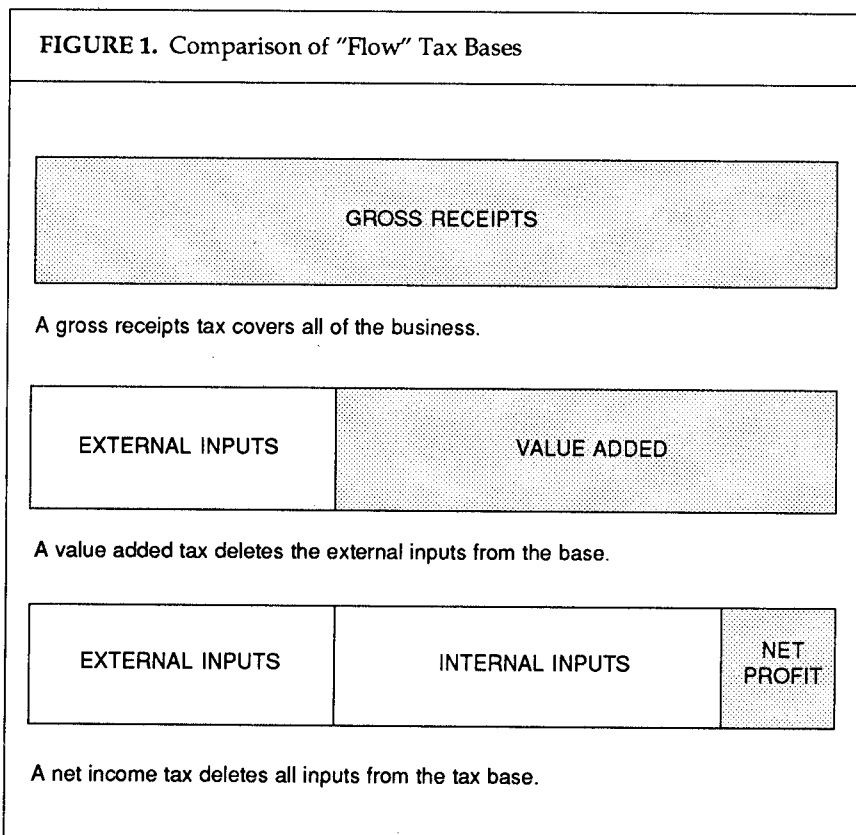 FIGURE 1. Comparison of "Flow" Tax Bases
GROSS RECEIPTS
A gross receipts tax covers all of the business.
EXTERNAL INPUTS
VALUE ADDED
A value added tax deletes the external inputs from the base.
EXTERNAL INPUTS
INTERNAL INPUTS
NET
PROFIT
A net income tax deletes all inputs from the tax base.